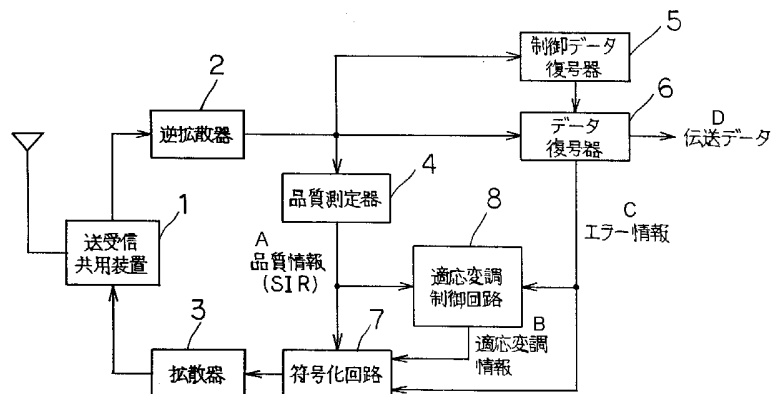 5
制御データ
復号器
2
6
逆拡散器
データ
復号器
D
伝送データ
4
品質測定器
8
1
送受信
共用装置
A
品質情報
(SIR)
適応変調
制御回路
C
エラー情報
3
7
B
適応変調
情報
拡散器
符号化回路